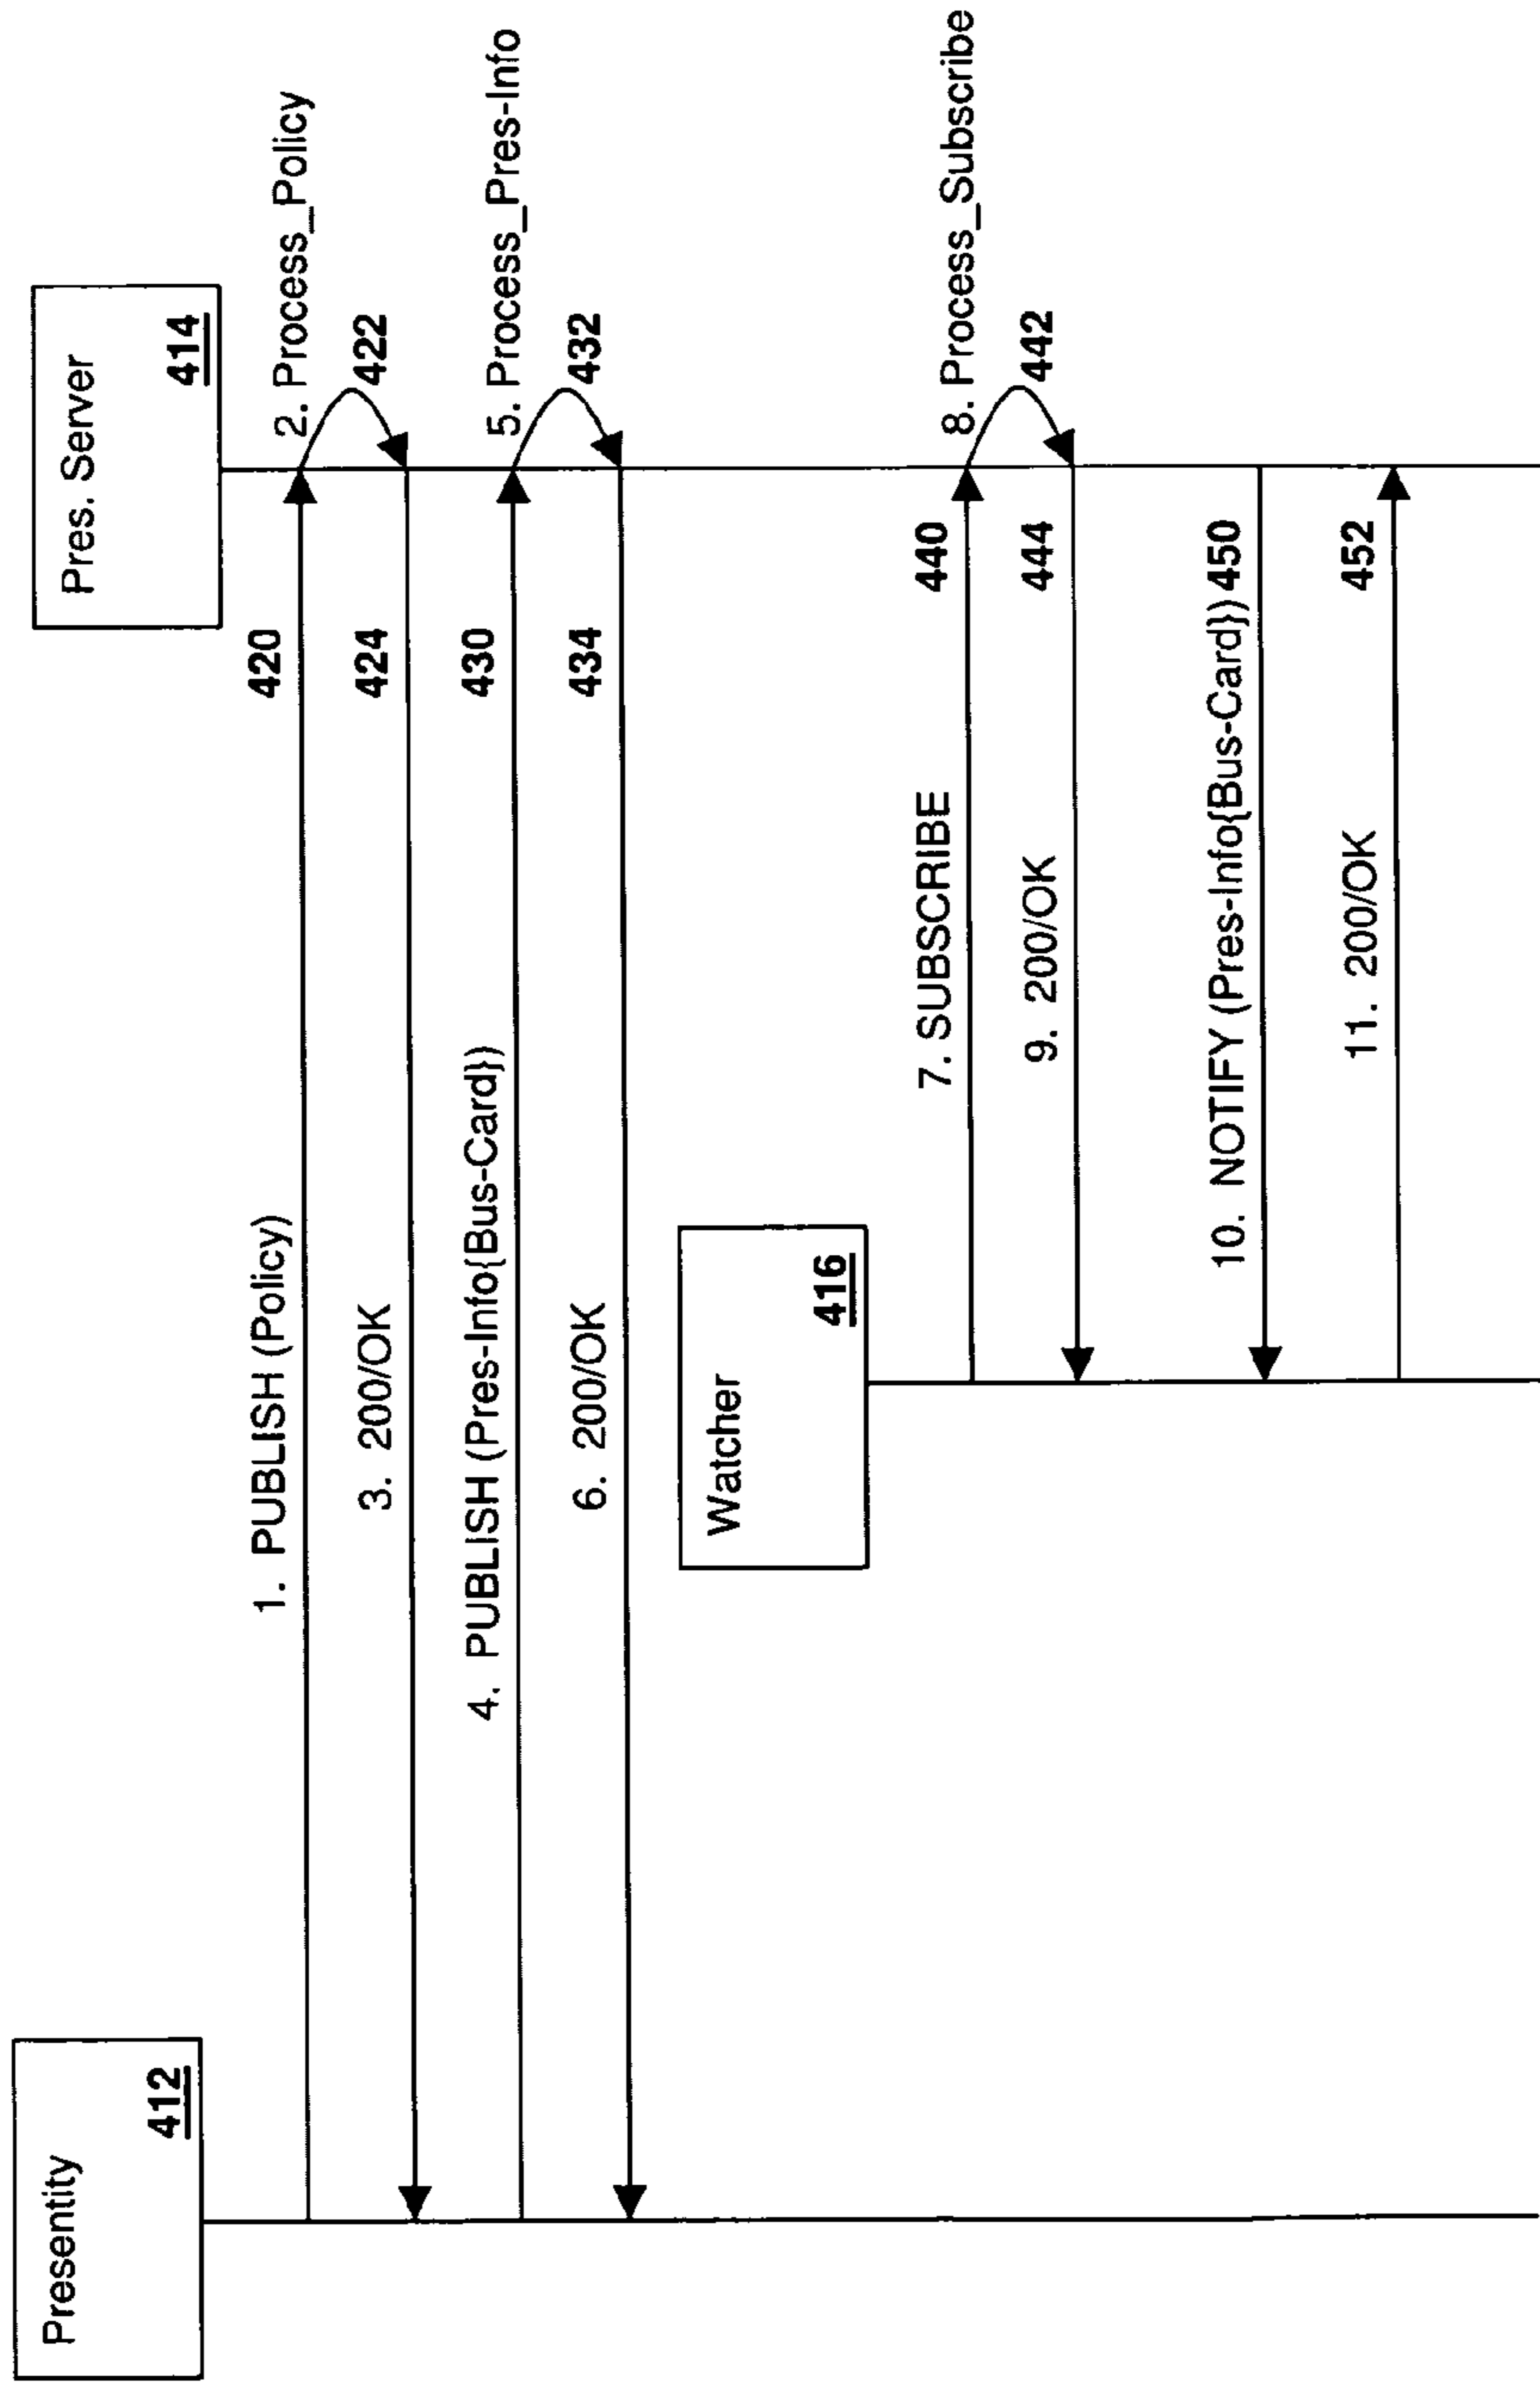 Presentity
412
Pres. Server
414
1. PUBLISH (Policy)
420
2. Process_Policy
422
3. 200/OK
424
4. PUBLISH (Pres-Info{Bus-Card})
430
5. Process_Pres-Info
432
6. 200/OK
434
Watcher
416
7. SUBSCRIBE
440
8. Process_Subscribe
442
9. 200/OK
444
10. NOTIFY (Pres-Info{Bus-Card})
450
11. 200/OK
452